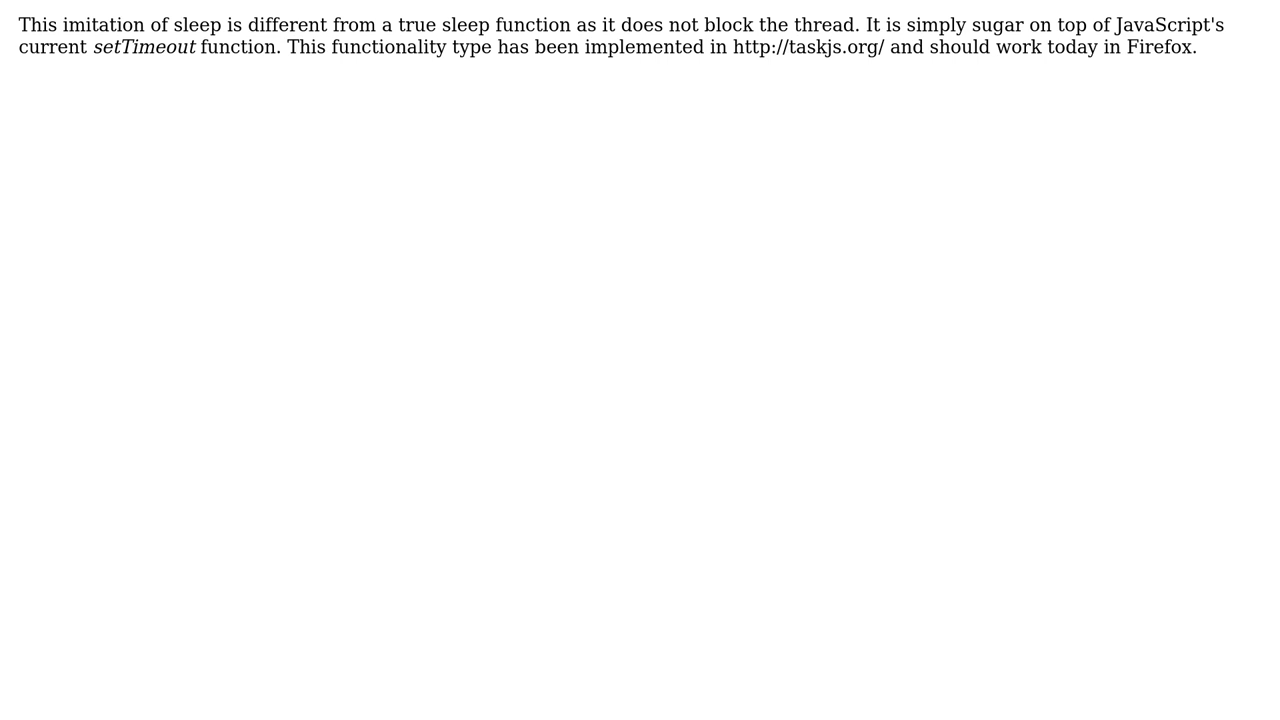 This imitation of sleep is different from a true sleep function as it does not block the thread. It is simply sugar on top of JavaScript's
current setTimeout function. This functionality type has been implemented in http://taskjs.org/ and should work today in Firefox.